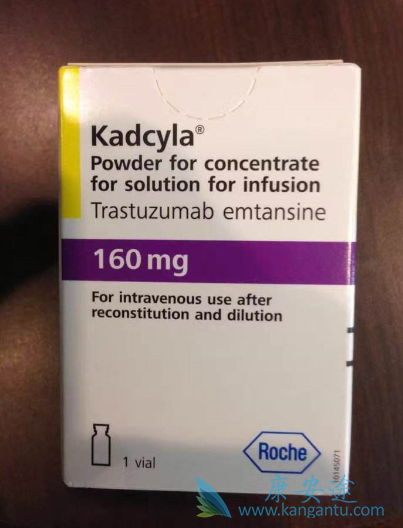 Kadcyla®
Powder for concentrate
for solution for infusion
Trastuzumab emtansine
160 mg
For intravenous use after
reconstitution and dilution
1 vial
Roche
10145071
康安途
www.kangantu.com